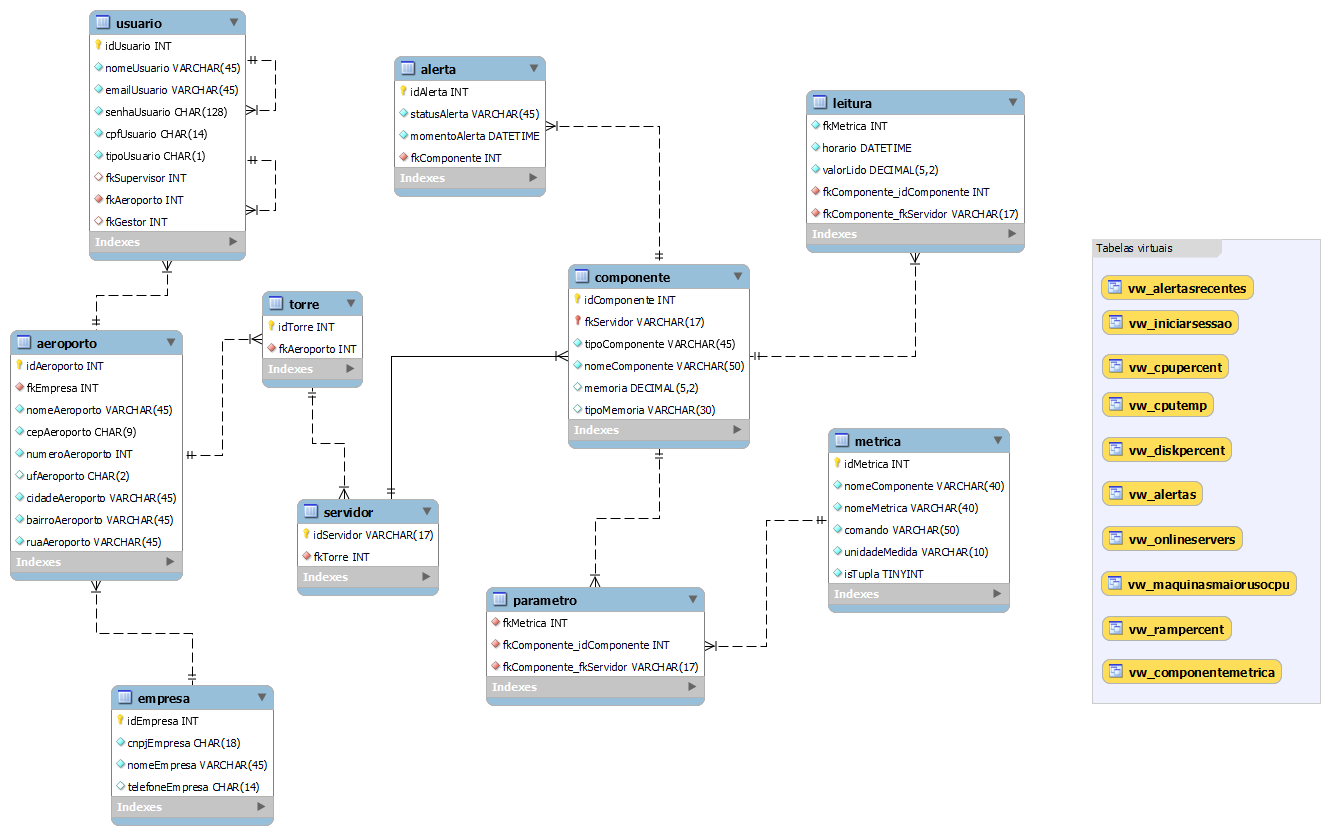 usuario
idUsuario INT
nomeUsuario VARCHAR(45)
emailUsuario VARCHAR(45)
senhaUsuario CHAR(128)
cpfUsuario CHAR(14)
tipoUsuario CHAR(1)
fkSupervisor INT
fkAeroporto INT
fkGestor INT
Indexes
alerta
idAlerta INT
statusAlerta VARCHAR(45)
momentoAlerta DATETIME
fkComponente INT
Indexes
leitura
fkMetrica INT
horario DATETIME
valorLido DECIMAL(5,2)
fkComponente_idComponente INT
fkComponente_fkServidor VARCHAR(17)
Indexes
torre
idTorre INT
fkAeroporto INT
Indexes
componente
idComponente INT
fkServidor VARCHAR(17)
tipoComponente VARCHAR(45)
nomeComponente VARCHAR(50)
memoria DECIMAL(5,2)
tipoMemoria VARCHAR(30)
Indexes
aeroporto
idAeroporto INT
fkEmpresa INT
nomeAeroporto VARCHAR(45)
cepAeroporto CHAR(9)
numeroAeroporto INT
ufAeroporto CHAR(2)
cidadeAeroporto VARCHAR(45)
bairroAeroporto VARCHAR(45)
ruaAeroporto VARCHAR(45)
Indexes
servidor
idServidor VARCHAR(17)
fkTorre INT
Indexes
metrica
idMetrica INT
nomeComponente VARCHAR(40)
nomeMetrica VARCHAR(40)
comando VARCHAR(50)
unidadeMedida VARCHAR(10)
isTupla TINYINT
Indexes
parametro
fkMetrica INT
fkComponente_idComponente INT
fkComponente_fkServidor VARCHAR(17)
Indexes
empresa
idEmpresa INT
cnpjEmpresa CHAR(18)
nomeEmpresa VARCHAR(45)
telefoneEmpresa CHAR(14)
Indexes
Tabelas virtuais
vw_alertasrecentes
vw_iniciarsessao
vw_cpupercent
vw_cputemp
vw_diskpercent
vw_alertas
vw_onlineservers
vw_maquinasmaiorusocpu
vw_rampercent
vw_componentemetrica